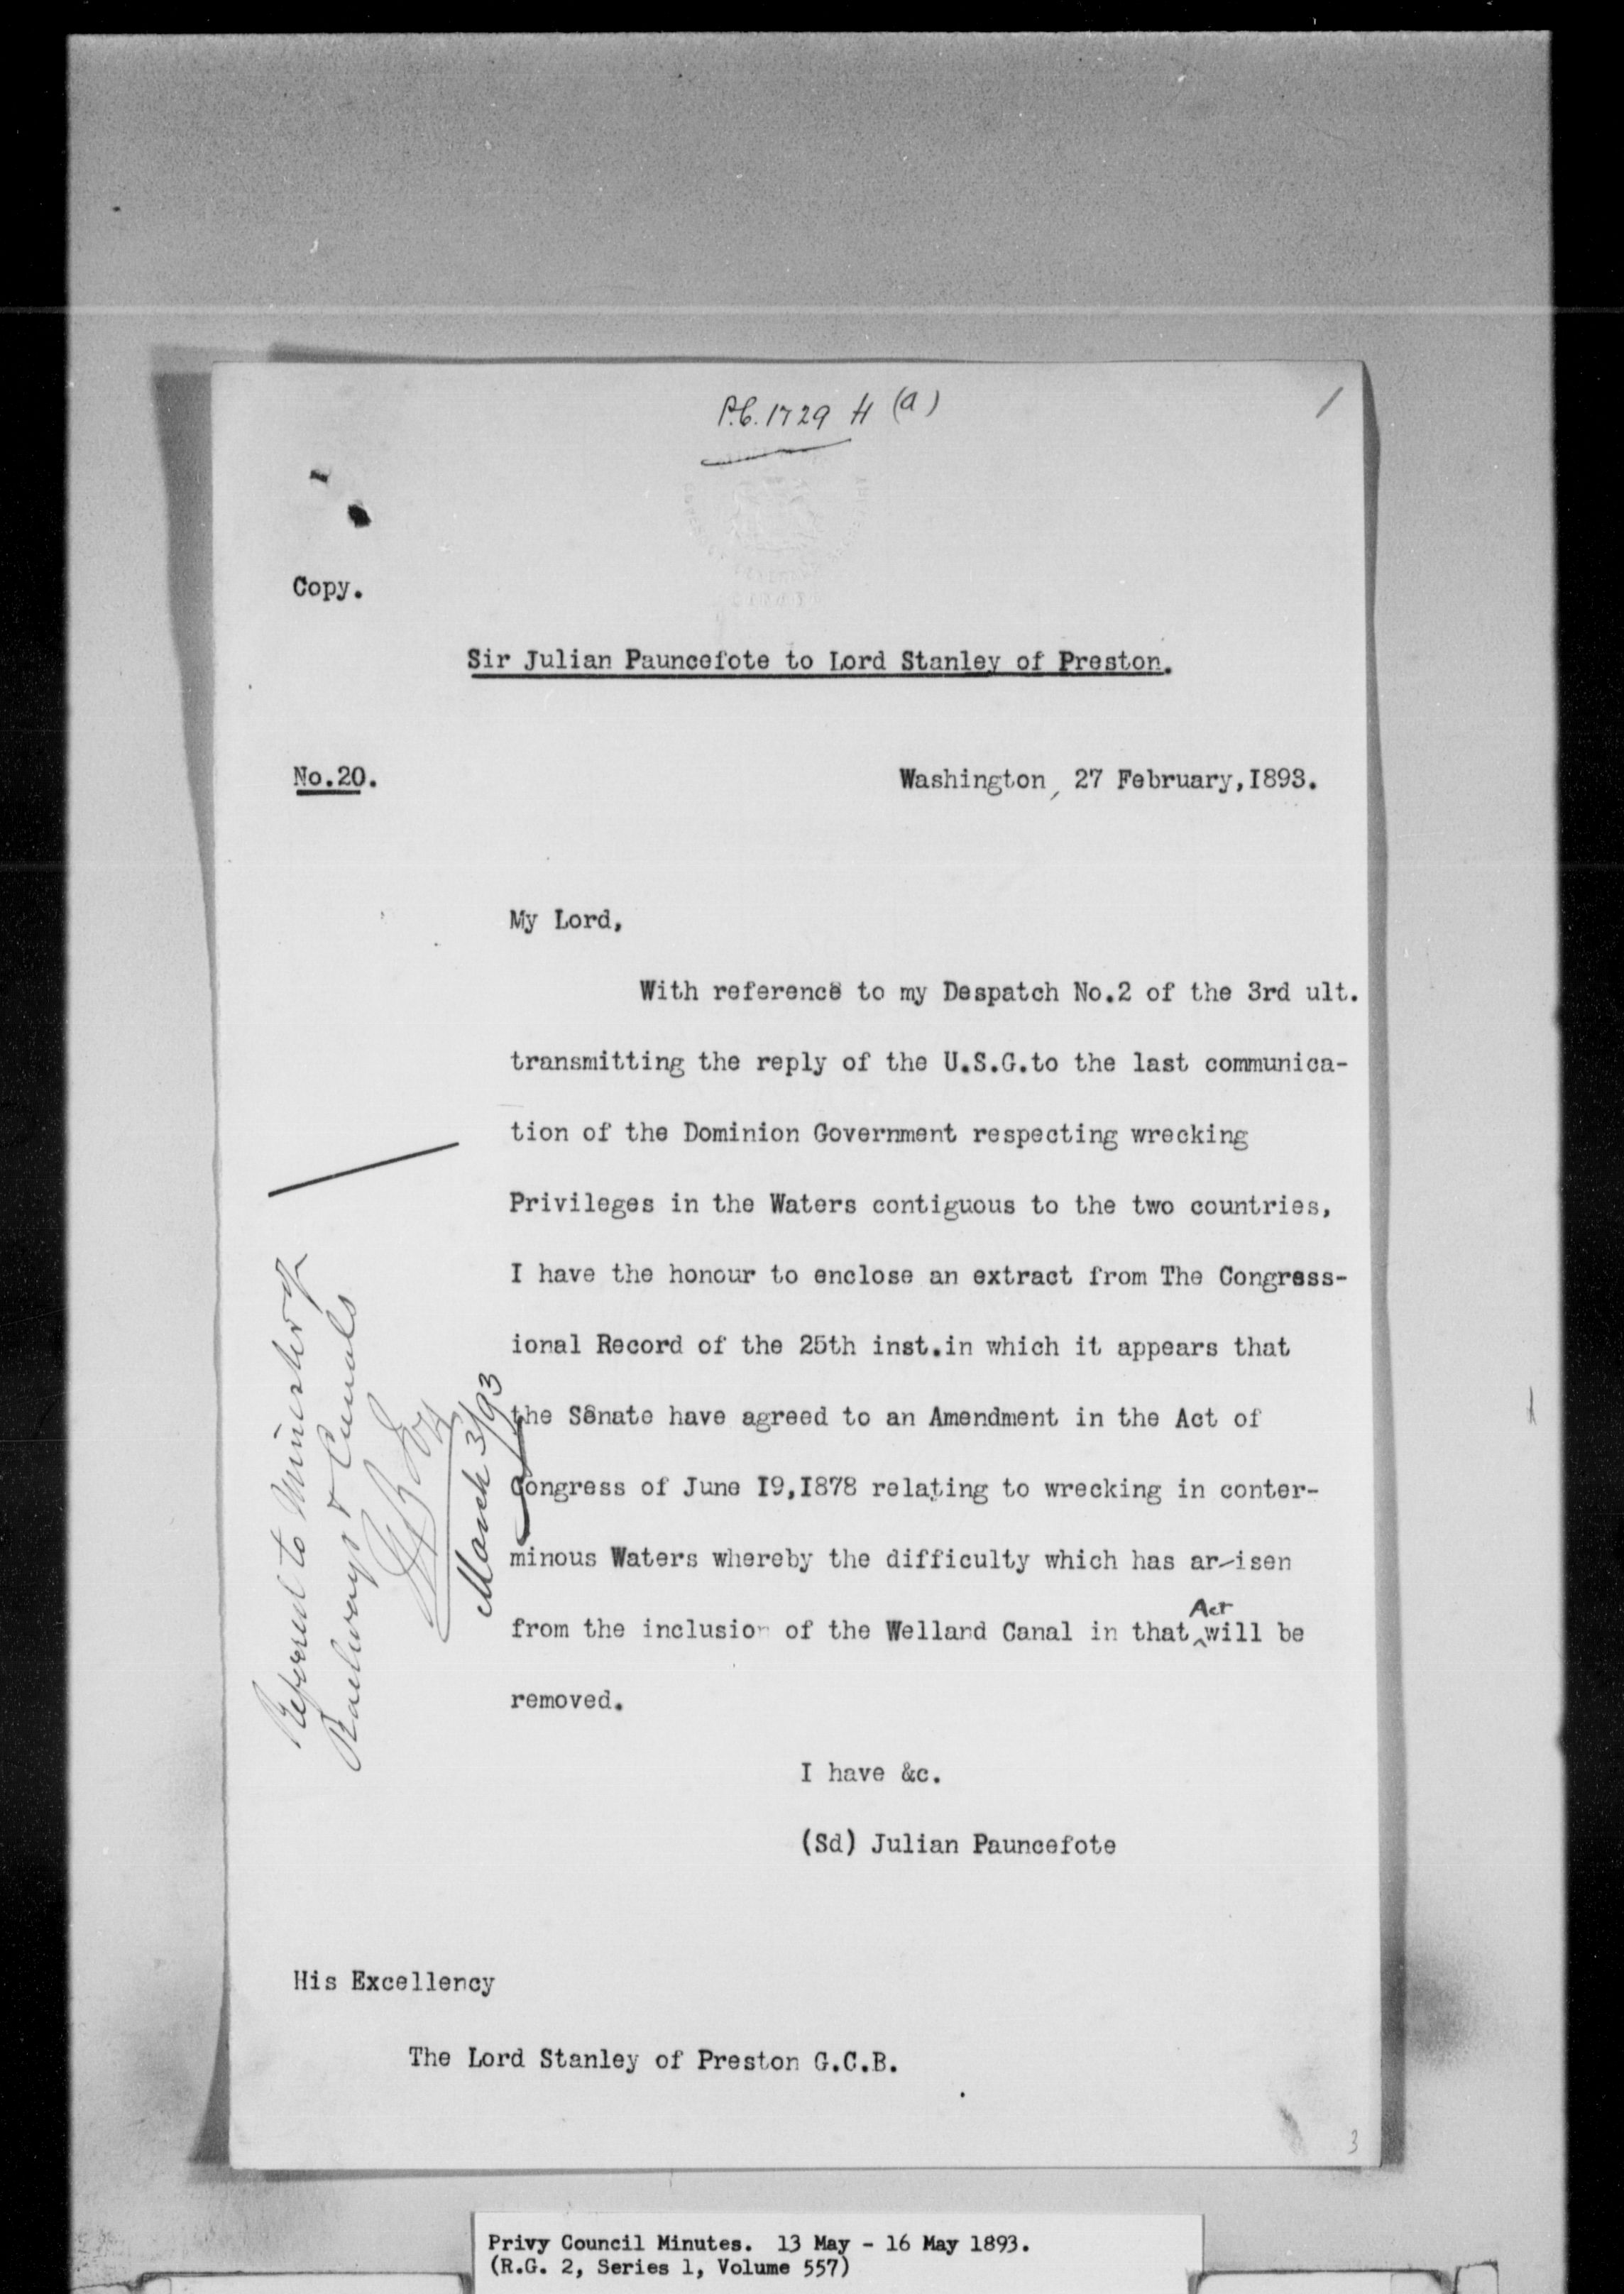 P.C. 1729 H (a)
1
Copy.
Sir Julian Pauncefote to Lord Stanley of Preston.
No.20.
Washington, 27 February,I893.
My Lord,
With reference to my Despatch No.2 of the 3rd ult.
transmitting the reply of the U.S.G.to the last communica-
tion of the Dominion Government respecting wrecking
Privileges in the Waters contiguous to the two countries,
I have the honour to enclose an extract from The Congress-
ional Record of the 25th inst.in which it appears that
the Senate have agreed to an Amendment in the Act of
Congress of June I9,I878 relating to wrecking in conter-
minous Waters whereby the difficulty which has ar-isen
from the inclusion of the Welland Canal in that Act will be
removed.
I have &c.
(Sd) Julian Pauncefote
His Excellency
The Lord Stanley of Preston G.C.B.
Referred to Minister of
Railways & Canals
March 3/93
3
Privy Council Minutes. 13 May - 16 May 1893.
(R.G. 2, Series 1, Volume 557)